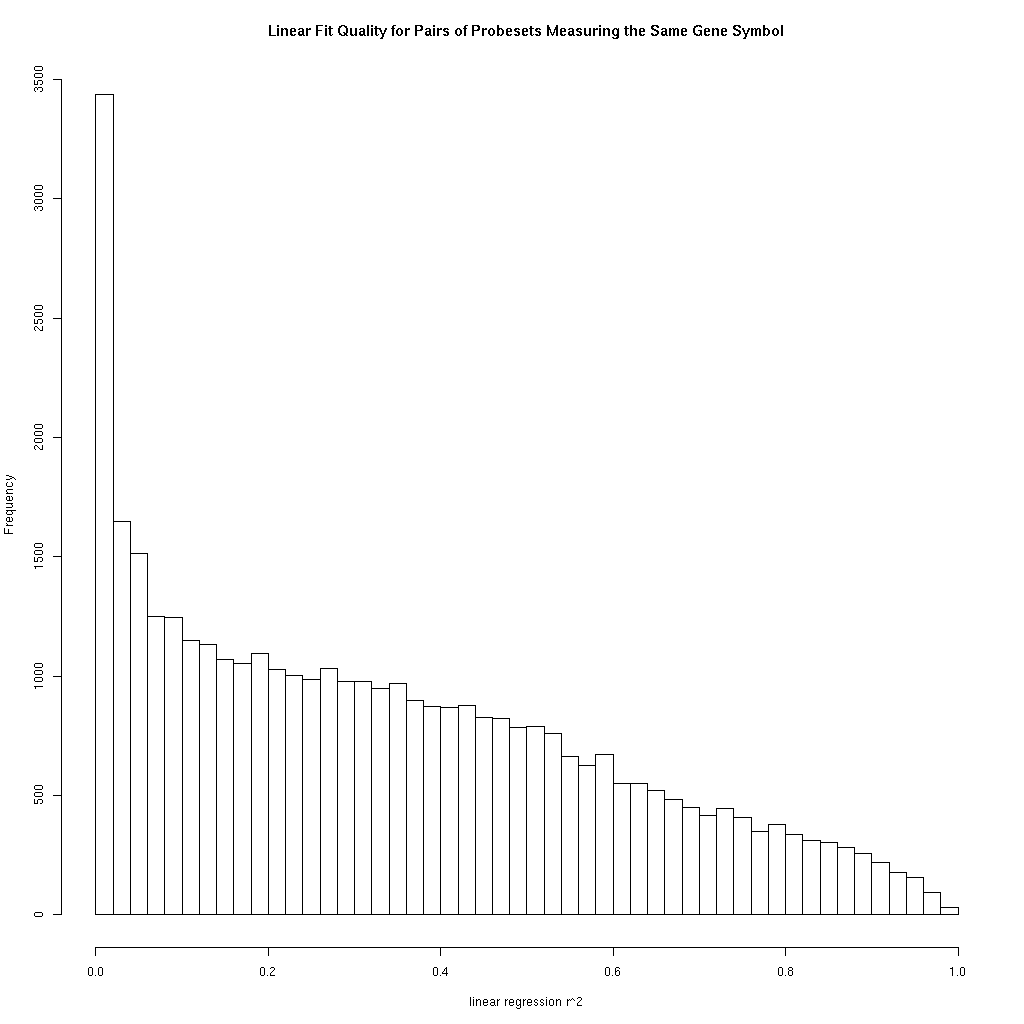 Linear Fit Quality for Pairs of Probesets Measuring the Same Gene Symbol
3500
3000
2500
2000
1500
1000
500
0
Frequency
0.0 0.2 0.4 0.6 0.8 1.0
linear regression r^2